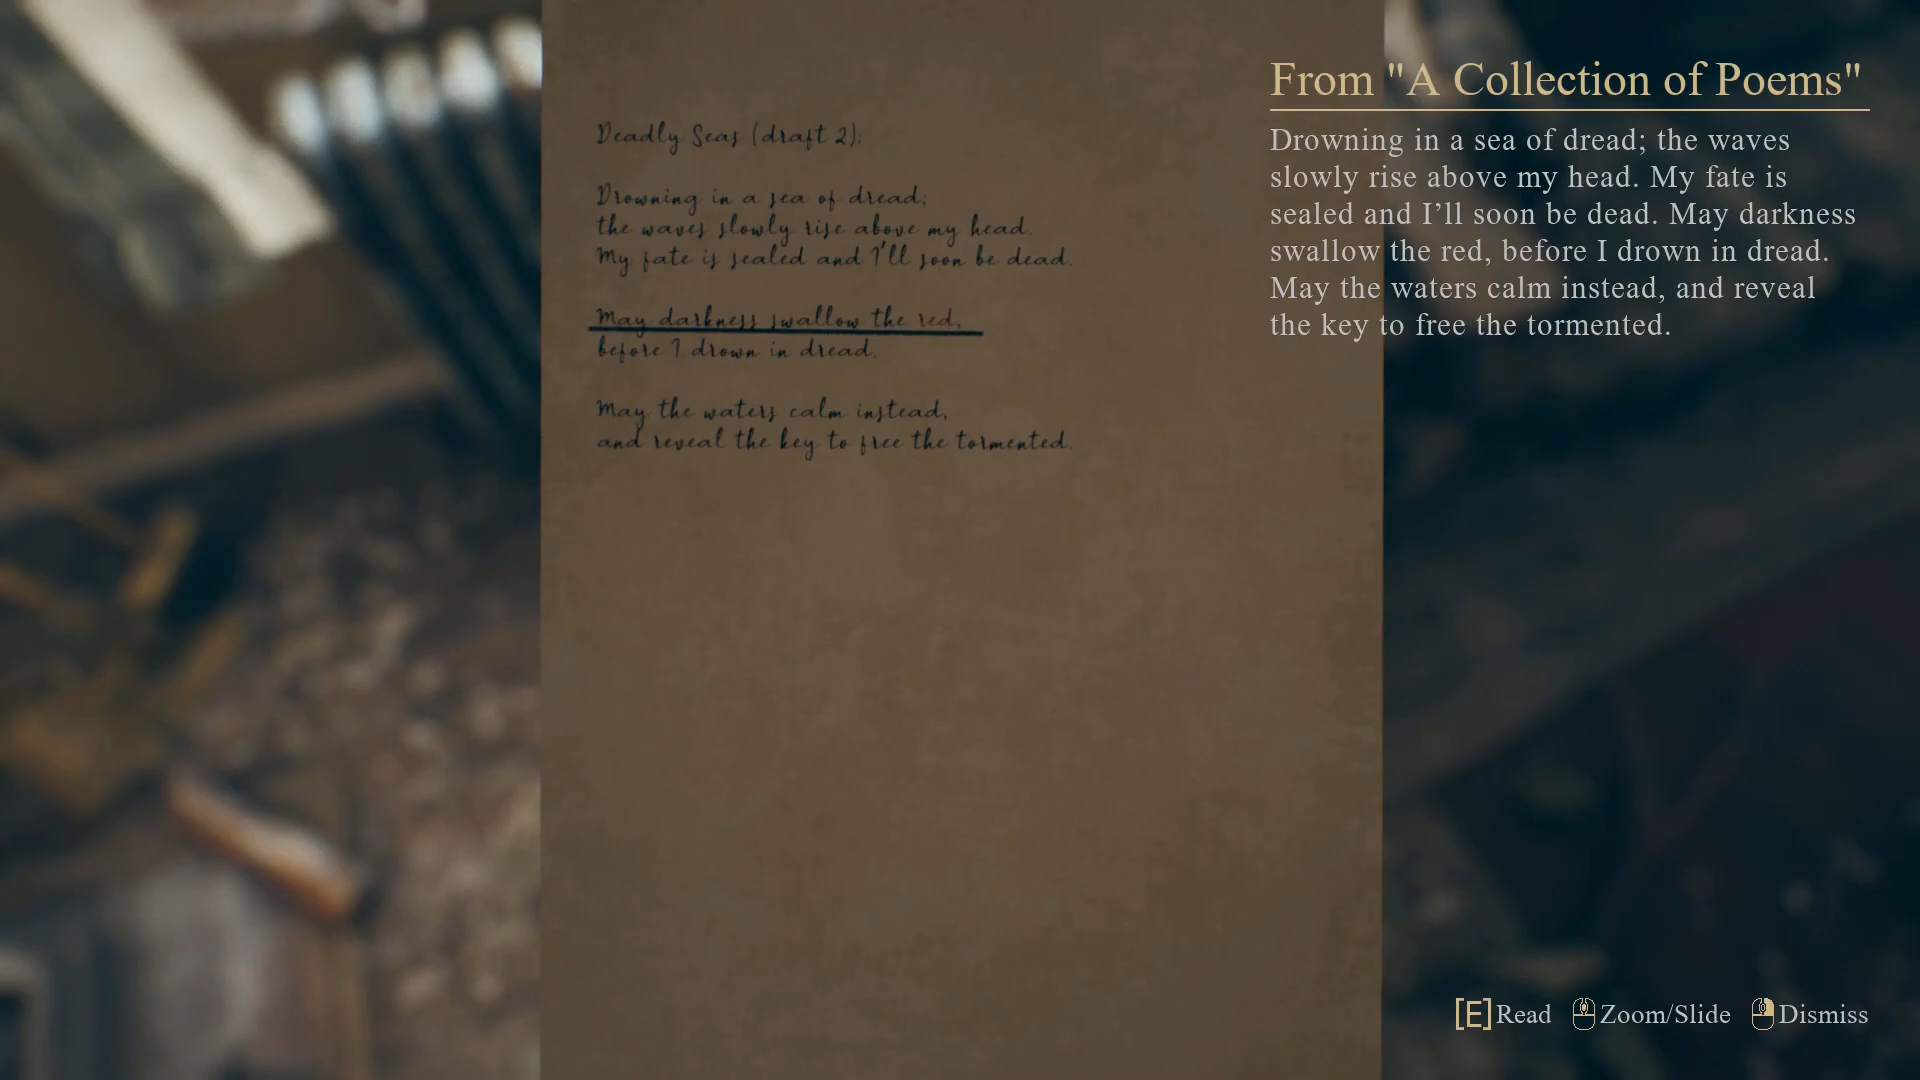 Deadly Seas (draft 2):
Drowning in a sea of dread;
the waves slowly rise above my head.
My fate is sealed and I'll soon be dead.
May darkness swallow the red,
before I drown in dread.
May the waters calm instead,
and reveal the key to free the tormented.
From "A Collection of Poems"
Drowning in a sea of dread; the waves
slowly rise above my head. My fate is
sealed and I’ll soon be dead. May darkness
swallow the red, before I drown in dread.
May the waters calm instead, and reveal
the key to free the tormented.
[E] Read Zoom/Slide Dismiss